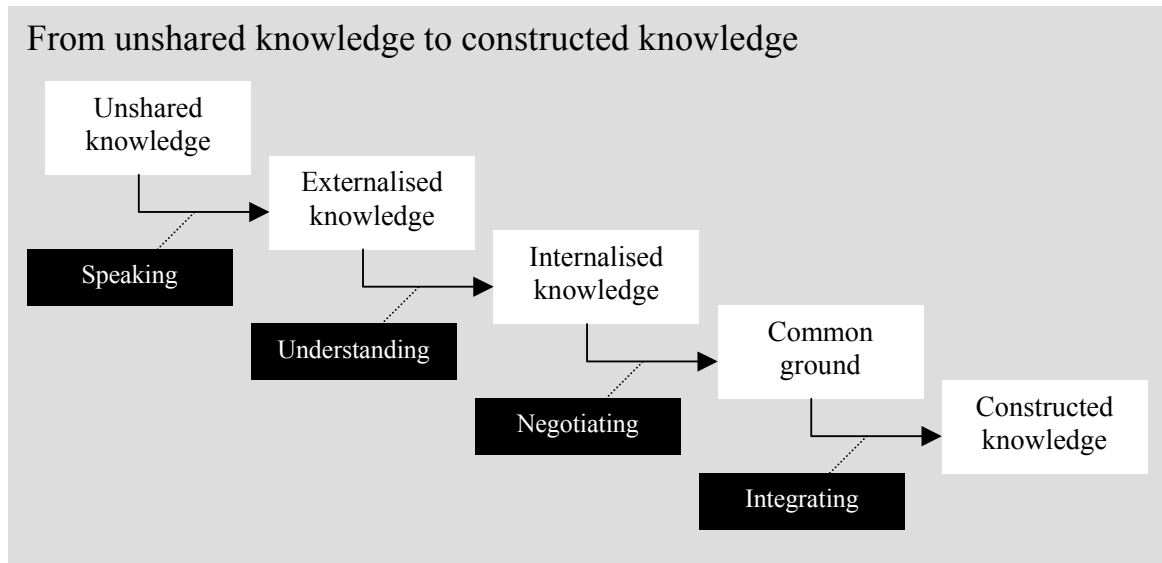 From unshared knowledge to constructed knowledge
Unshared
knowledge
Externalised
knowledge
Speaking
Internalised
knowledge
Understanding
Common
ground
Negotiating
Constructed
knowledge
Integrating